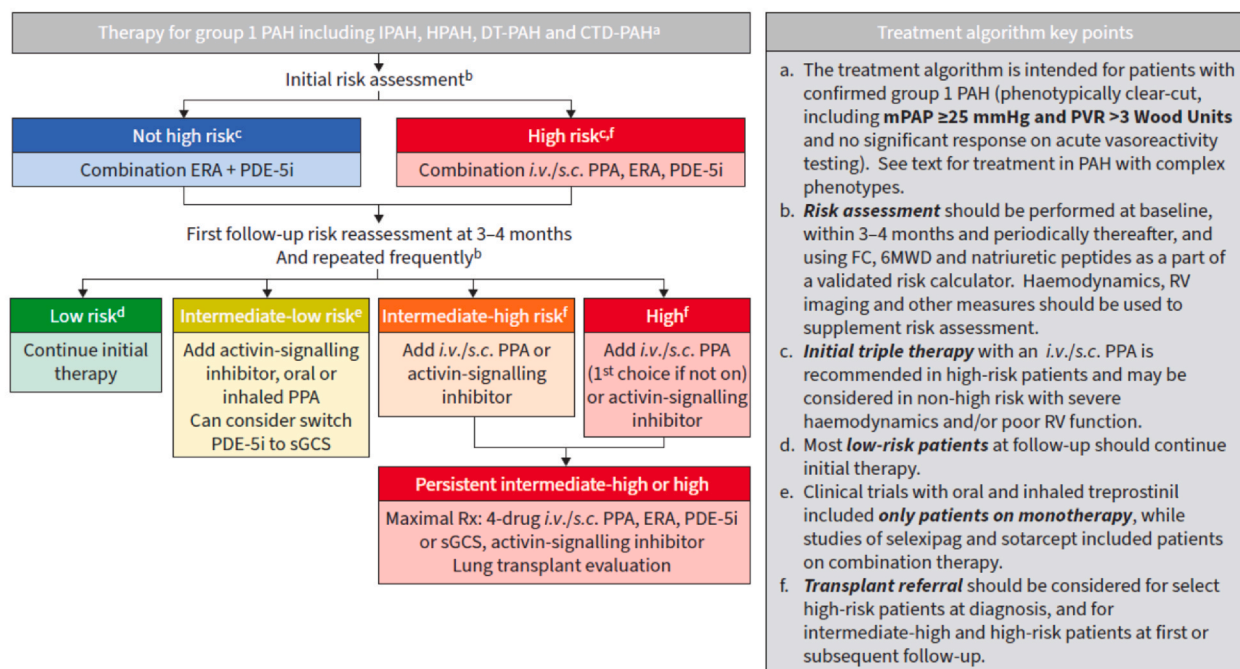 Therapy for group 1 PAH including IPAH, HPAH, DT-PAH and CTD-PAHᵃ
Initial risk assessmentᵇ
Not high riskᶜ
Combination ERA + PDE-5i
High riskᶜ,ᶠ
Combination i.v./s.c. PPA, ERA, PDE-5i
First follow-up risk reassessment at 3–4 months
And repeated frequentlyᵇ
Low riskᵈ
Continue initial
therapy
Intermediate-low riskᵉ
Add activin-signalling
inhibitor, oral or
inhaled PPA
Can consider switch
PDE-5i to sGCS
Intermediate-high riskᶠ
Add i.v./s.c. PPA or
activin-signalling
inhibitor
Highᶠ
Add i.v./s.c. PPA
(1ˢᵗ choice if not on)
or activin-signalling
inhibitor
Persistent intermediate-high or high
Maximal Rx: 4-drug i.v./s.c. PPA, ERA, PDE-5i
or sGCS, activin-signalling inhibitor
Lung transplant evaluation
Treatment algorithm key points
a. The treatment algorithm is intended for patients with
confirmed group 1 PAH (phenotypically clear-cut,
including mPAP ≥25 mmHg and PVR >3 Wood Units
and no significant response on acute vasoreactivity
testing). See text for treatment in PAH with complex
phenotypes.
b. Risk assessment should be performed at baseline,
within 3–4 months and periodically thereafter, and
using FC, 6MWD and natriuretic peptides as a part of
a validated risk calculator. Haemodynamics, RV
imaging and other measures should be used to
supplement risk assessment.
c. Initial triple therapy with an i.v./s.c. PPA is
recommended in high-risk patients and may be
considered in non-high risk with severe
haemodynamics and/or poor RV function.
d. Most low-risk patients at follow-up should continue
initial therapy.
e. Clinical trials with oral and inhaled treprostinil
included only patients on monotherapy, while
studies of selexipag and sotarcept included patients
on combination therapy.
f. Transplant referral should be considered for select
high-risk patients at diagnosis, and for
intermediate-high and high-risk patients at first or
subsequent follow-up.